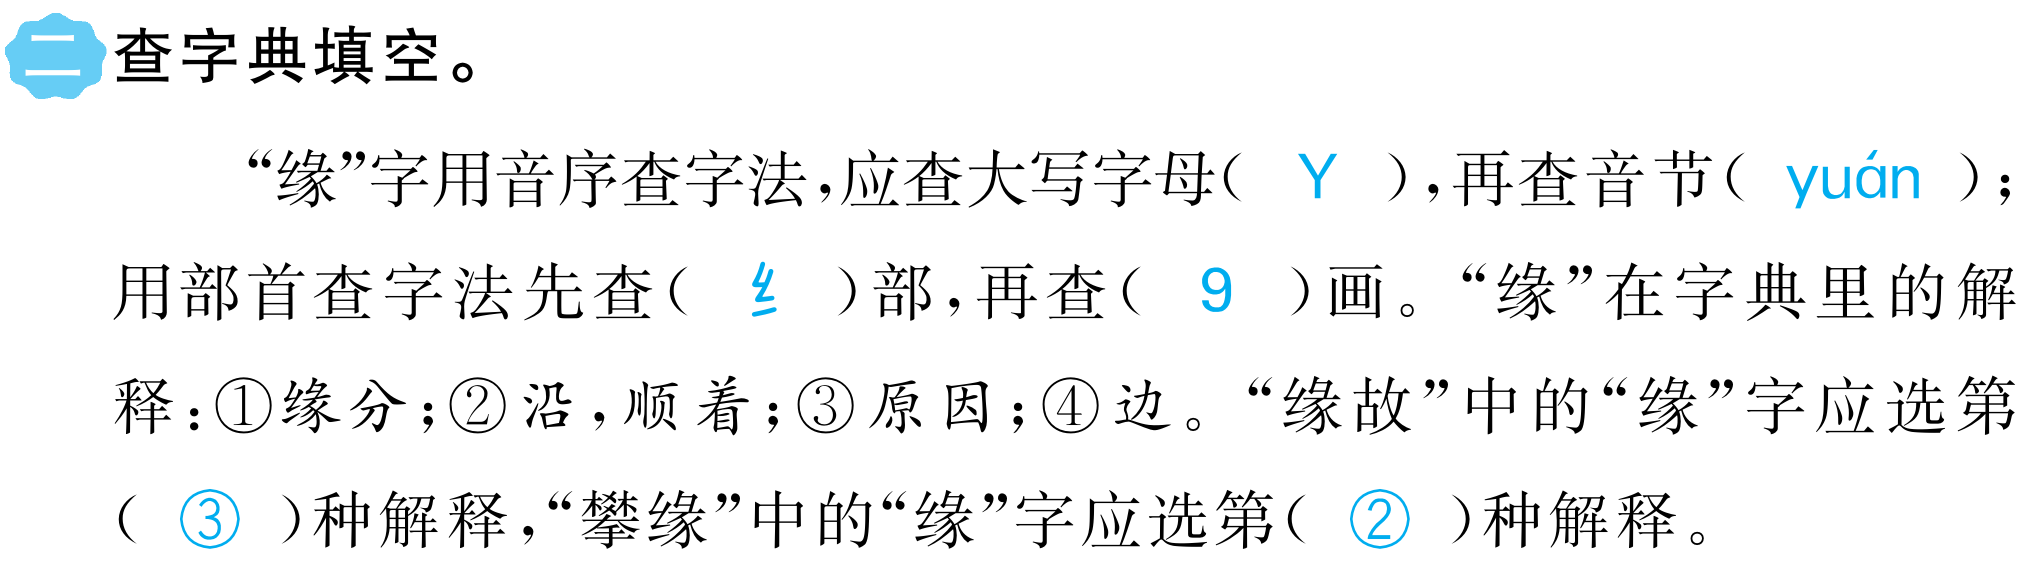 二 查字典填空。
“缘”字用音序查字法,应查大写字母( Y ),再查音节( yuán );
用部首查字法先查( 纟 )部,再查( 9 )画。“缘”在字典里的解
释:①缘分;②沿,顺着;③原因;④边。“缘故”中的“缘”字应选第
( ③ )种解释,“攀缘”中的“缘”字应选第( ② )种解释。